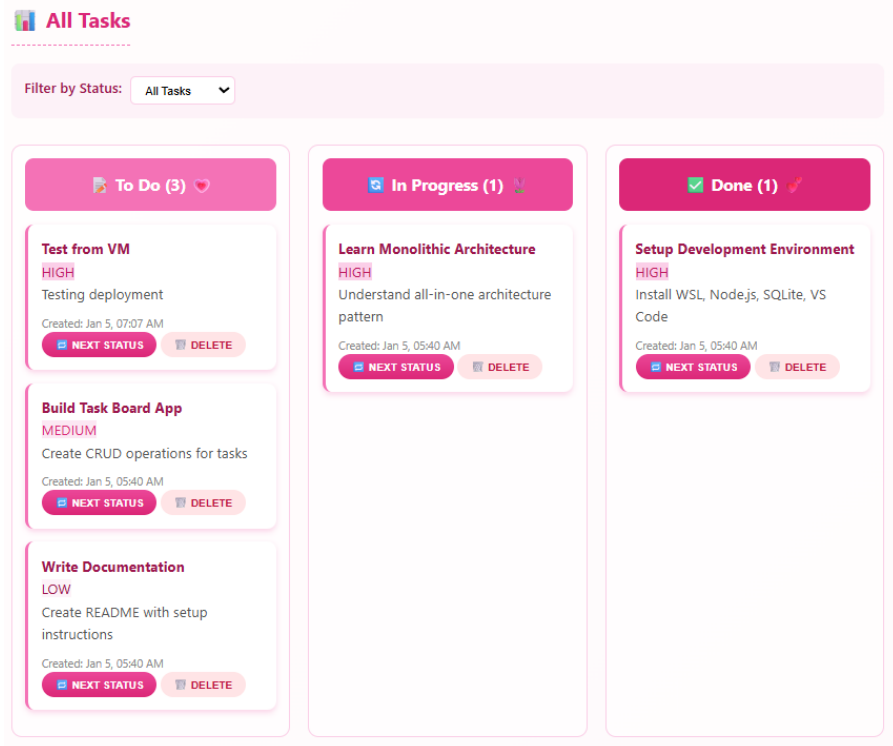 All Tasks
Filter by Status: All Tasks
To Do (3)
Test from VM
HIGH
Testing deployment
Created: Jan 5, 07:07 AM
NEXT STATUS DELETE
Build Task Board App
MEDIUM
Create CRUD operations for tasks
Created: Jan 5, 05:40 AM
NEXT STATUS DELETE
Write Documentation
LOW
Create README with setup
instructions
Created: Jan 5, 05:40 AM
NEXT STATUS DELETE
In Progress (1)
Learn Monolithic Architecture
HIGH
Understand all-in-one architecture
pattern
Created: Jan 5, 05:40 AM
NEXT STATUS DELETE
Done (1)
Setup Development Environment
HIGH
Install WSL, Node.js, SQLite, VS
Code
Created: Jan 5, 05:40 AM
NEXT STATUS DELETE